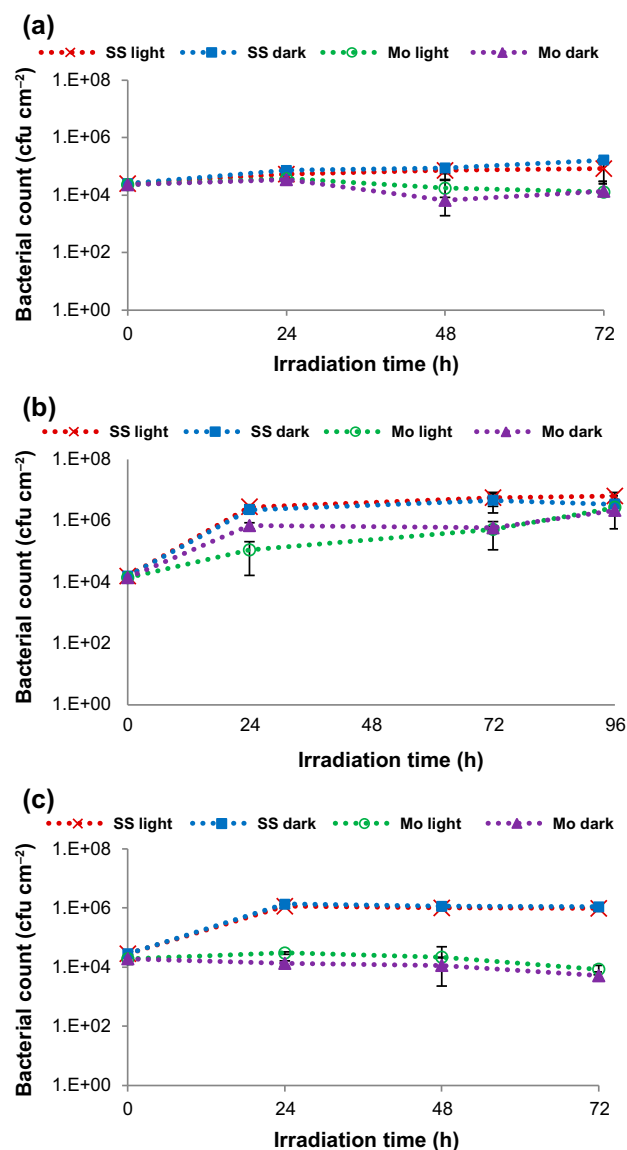 (a)
SS light SS dark Mo light Mo dark
Bacterial count (cfu cm⁻²)
1.E+08
1.E+06
1.E+04
1.E+02
1.E+00
0 24 48 72
Irradiation time (h)
(b)
SS light SS dark Mo light Mo dark
Bacterial count (cfu cm⁻²)
1.E+08
1.E+06
1.E+04
1.E+02
1.E+00
0 24 48 72 96
Irradiation time (h)
(c)
SS light SS dark Mo light Mo dark
Bacterial count (cfu cm⁻²)
1.E+08
1.E+06
1.E+04
1.E+02
1.E+00
0 24 48 72
Irradiation time (h)